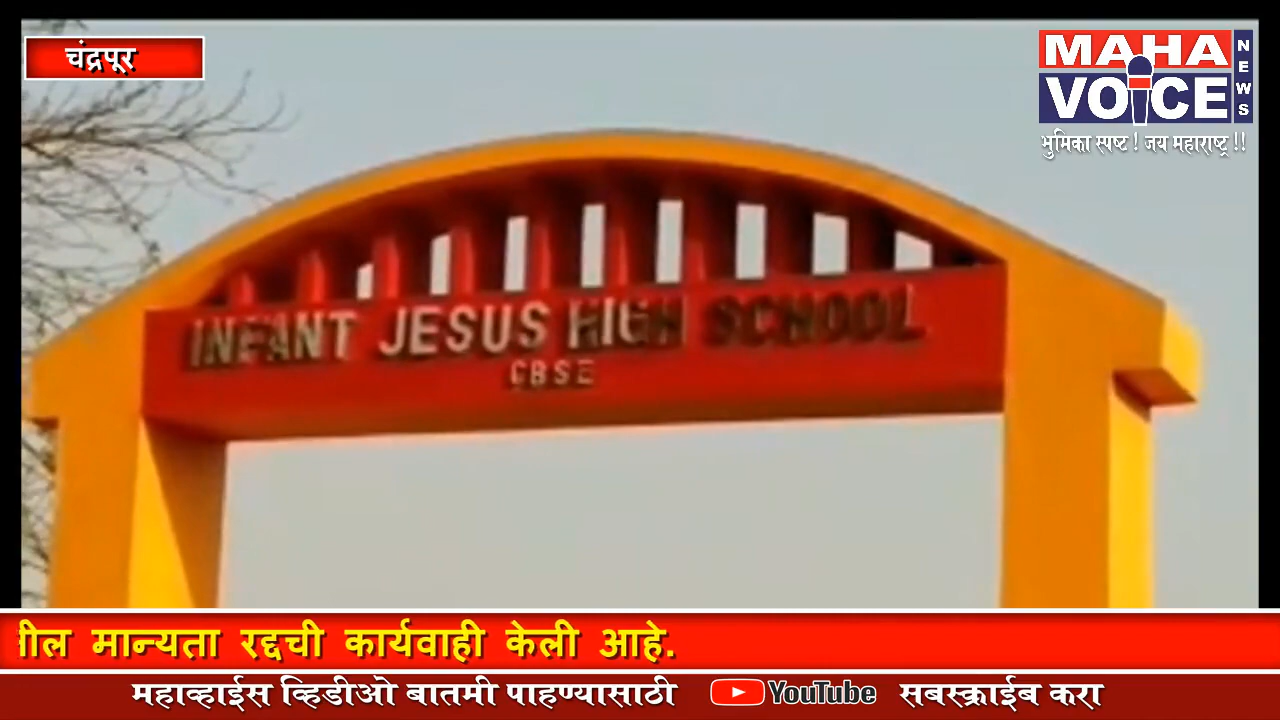 चंद्रपूर
MAHA
VOICE
NEWS
भुमिका स्पष्ट ! जय महाराष्ट्र !!
INFANT JESUS HIGH SCHOOL
CBSE
मान्यता रद्दची कार्यवाही केली आहे.
महाव्हाईस व्हिडीओ बातमी पाहण्यासाठी YouTube सबस्क्राईब करा